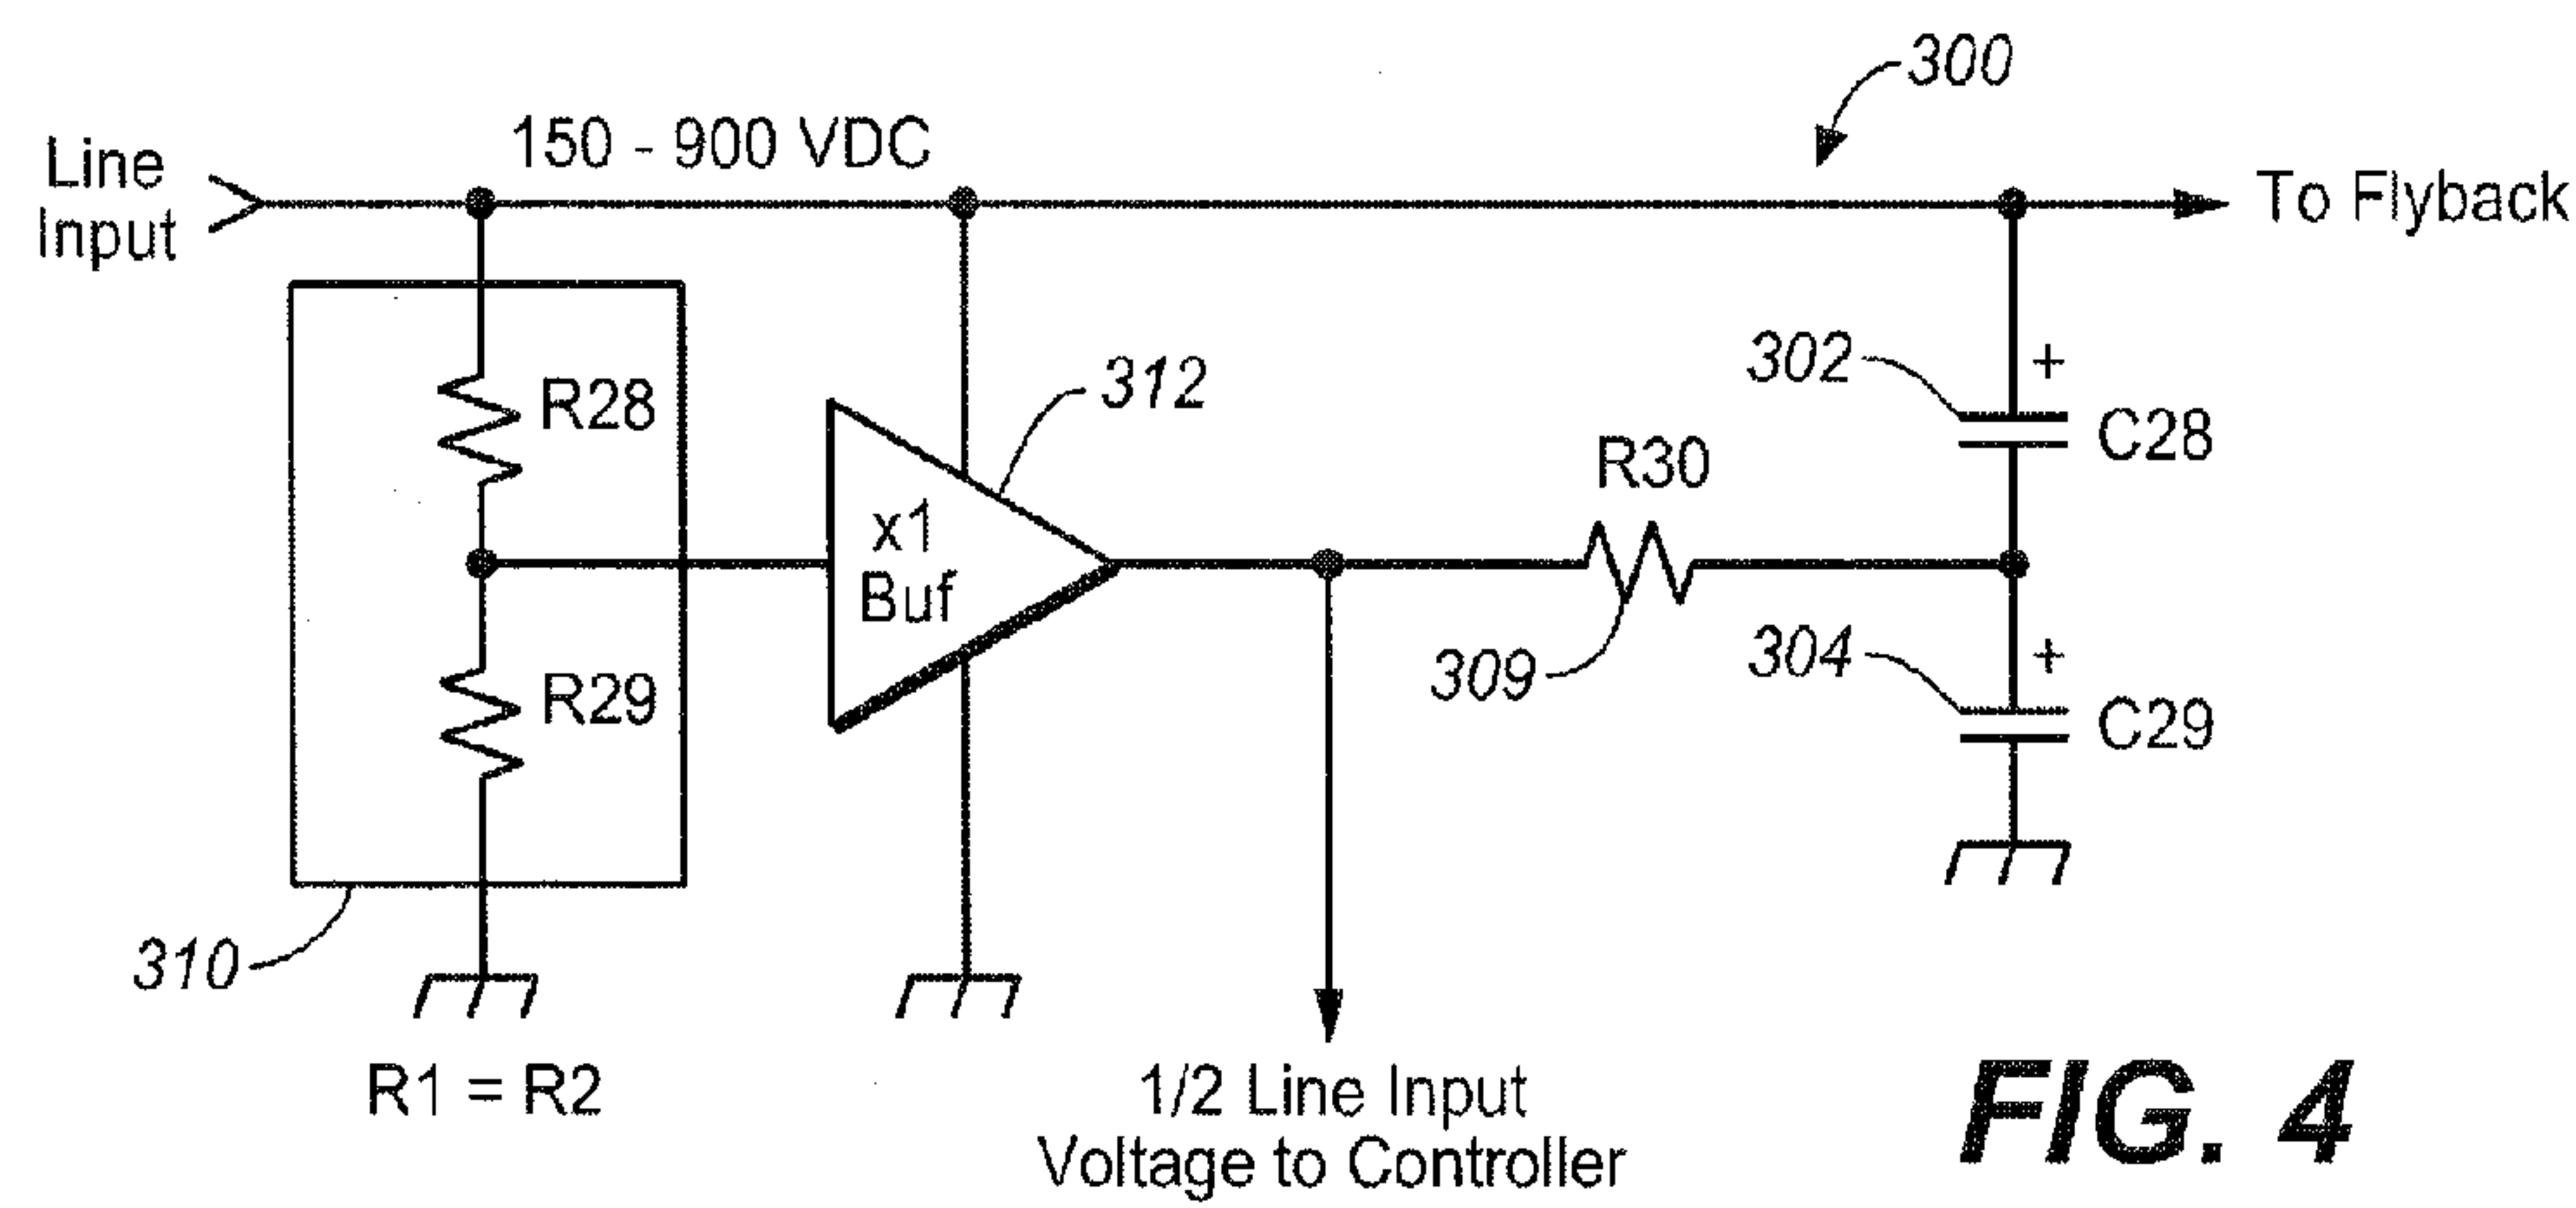 300
150 - 900 VDC
Line
Input
To Flyback
302
+
C28
R28
312
x1
Buf
R30
R29
309
304
+
C29
310
R1 = R2
1/2 Line Input
Voltage to Controller
FIG. 4